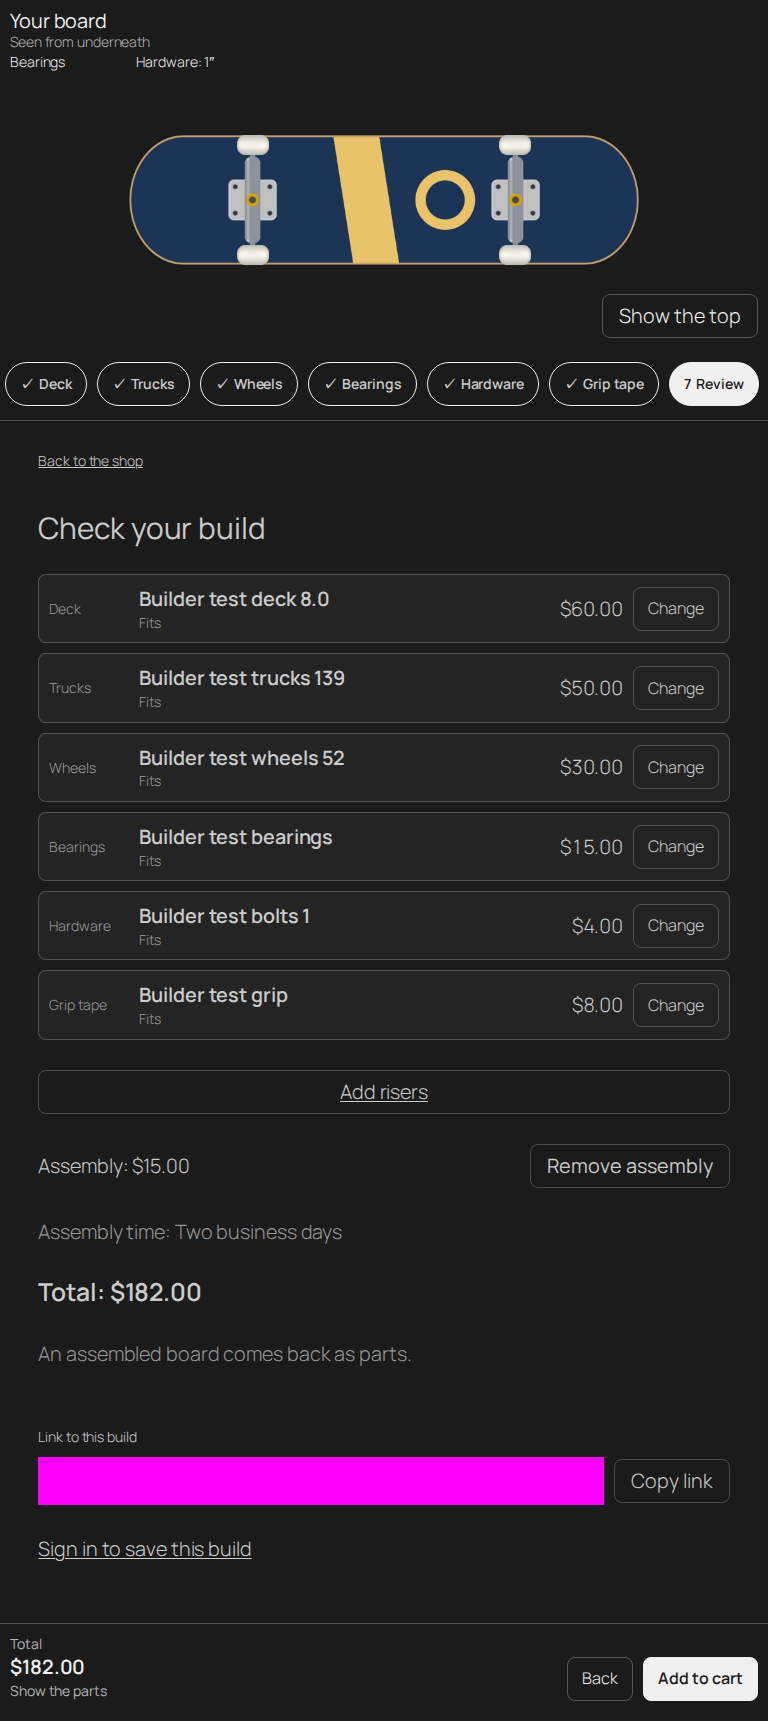 Your board
Seen from underneath
Bearings Hardware: 1″
Show the top
✓ Deck ✓ Trucks ✓ Wheels ✓ Bearings ✓ Hardware ✓ Grip tape 7 Review
Back to the shop
Check your build
Deck Builder test deck 8.0 $60.00 Change
Fits
Trucks Builder test trucks 139 $50.00 Change
Fits
Wheels Builder test wheels 52 $30.00 Change
Fits
Bearings Builder test bearings $15.00 Change
Fits
Hardware Builder test bolts 1 $4.00 Change
Fits
Grip tape Builder test grip $8.00 Change
Fits
Add risers
Assembly: $15.00 Remove assembly
Assembly time: Two business days
Total: $182.00
An assembled board comes back as parts.
Link to this build
Copy link
Sign in to save this build
Total
$182.00
Show the parts
Back Add to cart